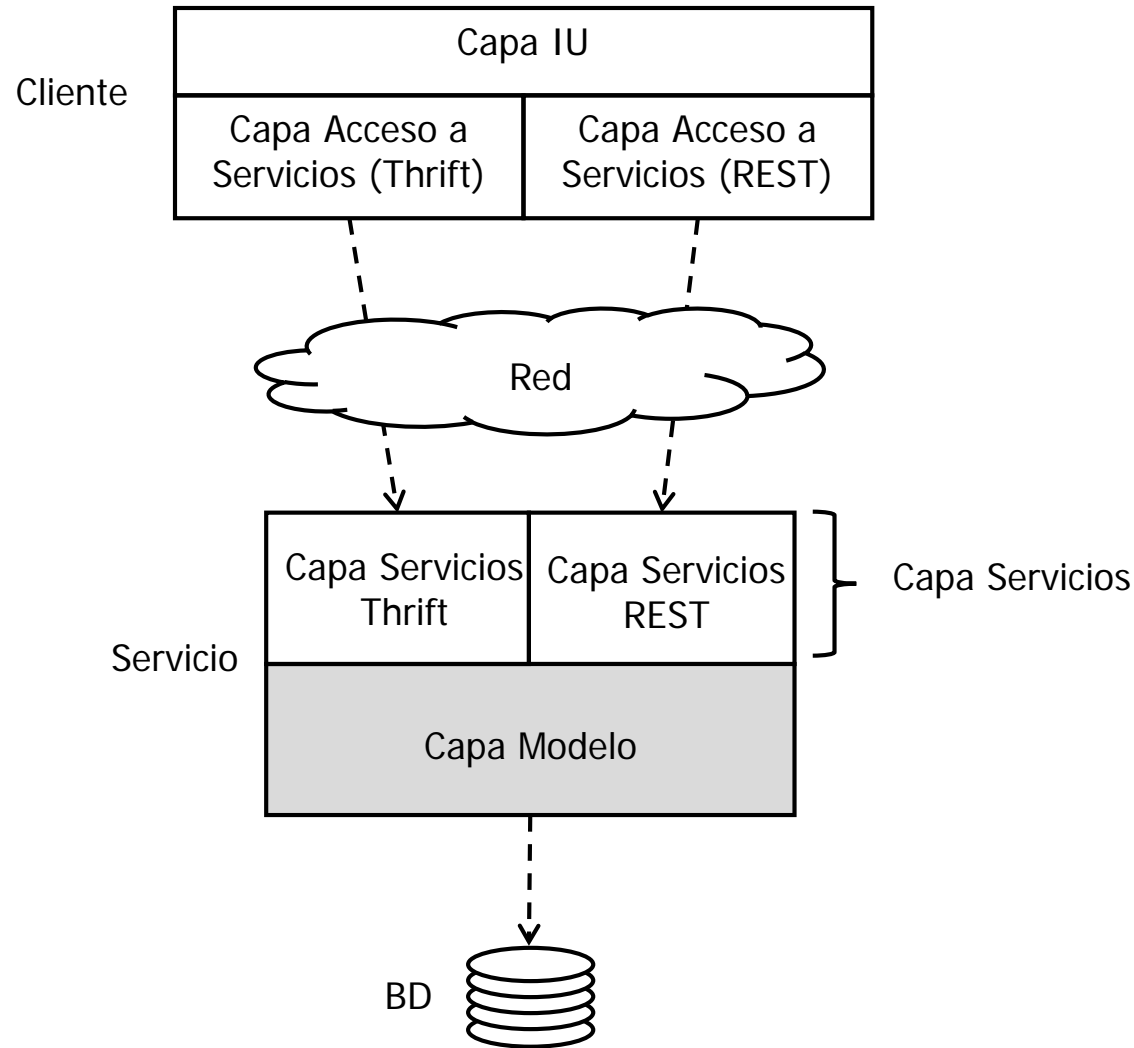 Capa IU
Cliente
Capa Acceso a
Servicios (Thrift)
Capa Acceso a
Servicios (REST)
Red
Capa Servicios
Thrift
Capa Servicios
REST
Capa Servicios
Servicio
Capa Modelo
BD